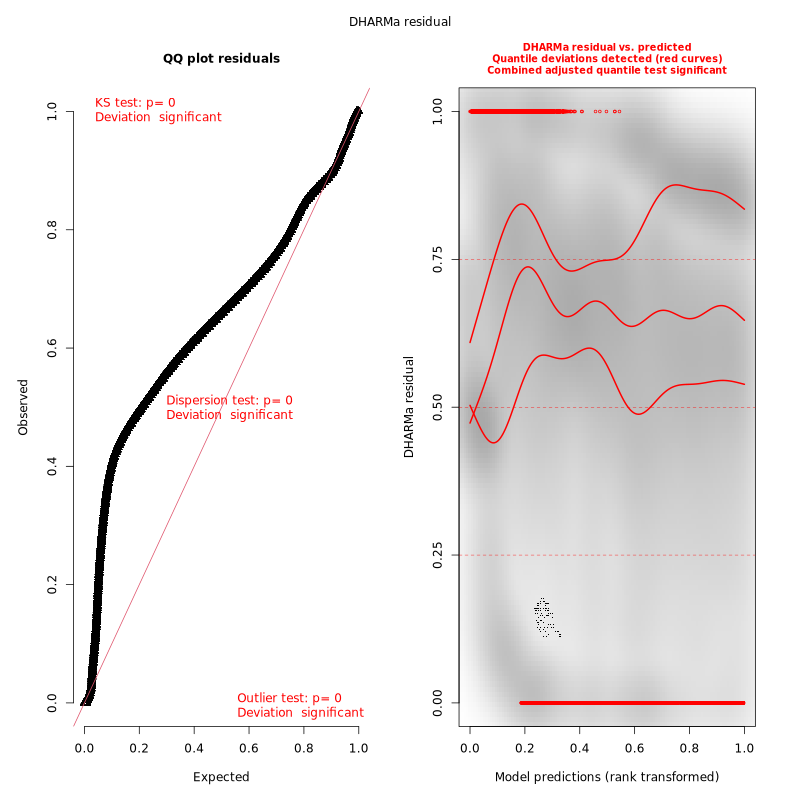 DHARMa residual
QQ plot residuals
KS test: p= 0
Deviation  significant
Dispersion test: p= 0
Deviation  significant
Outlier test: p= 0
Deviation  significant
Observed
0.0 0.2 0.4 0.6 0.8 1.0
0.0 0.2 0.4 0.6 0.8 1.0
Expected
DHARMa residual vs. predicted
Quantile deviations detected (red curves)
Combined adjusted quantile test significant
DHARMa residual
0.00 0.25 0.50 0.75 1.00
0.0 0.2 0.4 0.6 0.8 1.0
Model predictions (rank transformed)